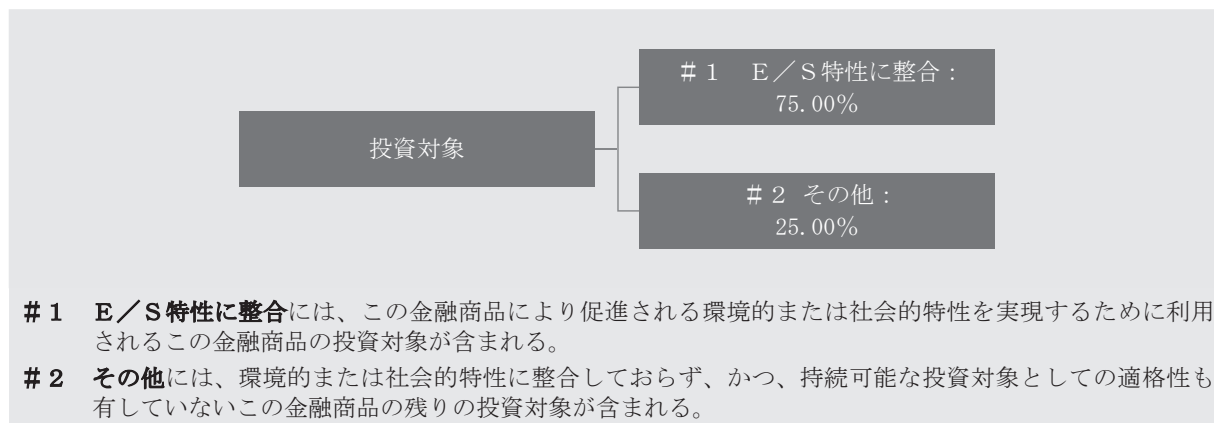 #1 E/S特性に整合:
75.00%
投資対象
#2 その他:
25.00%
#1 E/S特性に整合には、この金融商品により促進される環境的または社会的特性を実現するために利用
されるこの金融商品の投資対象が含まれる。
#2 その他には、環境的または社会的特性に整合しておらず、かつ、持続可能な投資対象としての適格性も
有していないこの金融商品の残りの投資対象が含まれる。